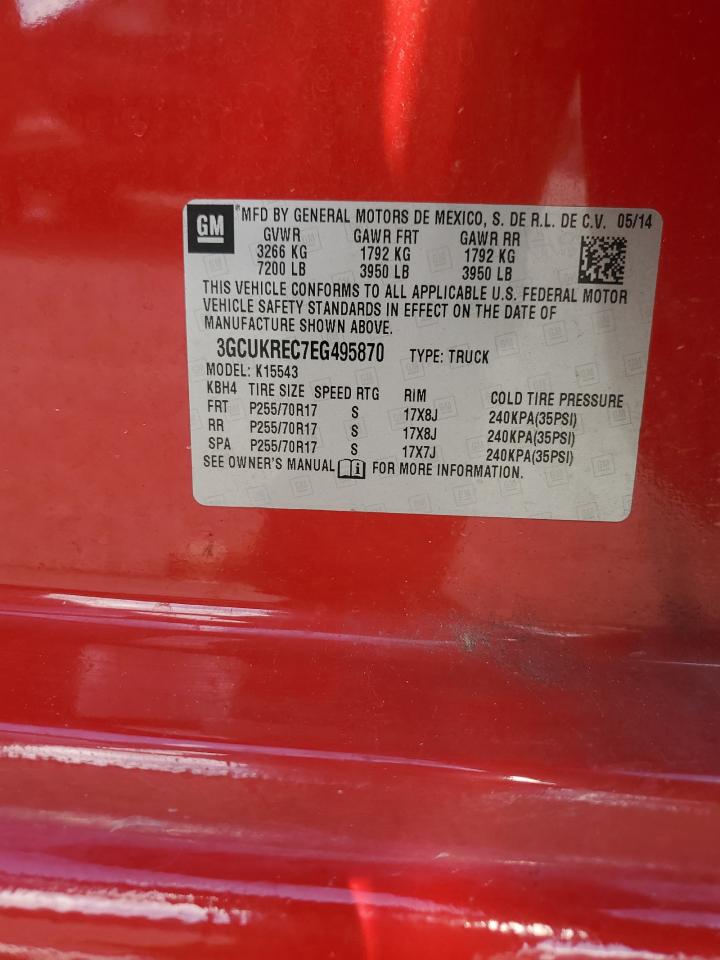 GM
MFD BY GENERAL MOTORS DE MEXICO, S. DE R.L. DE C.V. 05/14
GVWR GAWR FRT GAWR RR
3266 KG 1792 KG 1792 KG
7200 LB 3950 LB 3950 LB
THIS VEHICLE CONFORMS TO ALL APPLICABLE U.S. FEDERAL MOTOR
VEHICLE SAFETY STANDARDS IN EFFECT ON THE DATE OF
MANUFACTURE SHOWN ABOVE.
3GCUKREC7EG495870 TYPE: TRUCK
MODEL: K15543
KBH4 TIRE SIZE SPEED RTG RIM COLD TIRE PRESSURE
FRT P255/70R17 S 17X8J 240KPA(35PSI)
RR P255/70R17 S 17X8J 240KPA(35PSI)
SPA P255/70R17 S 17X7J 240KPA(35PSI)
SEE OWNER'S MANUAL FOR MORE INFORMATION.